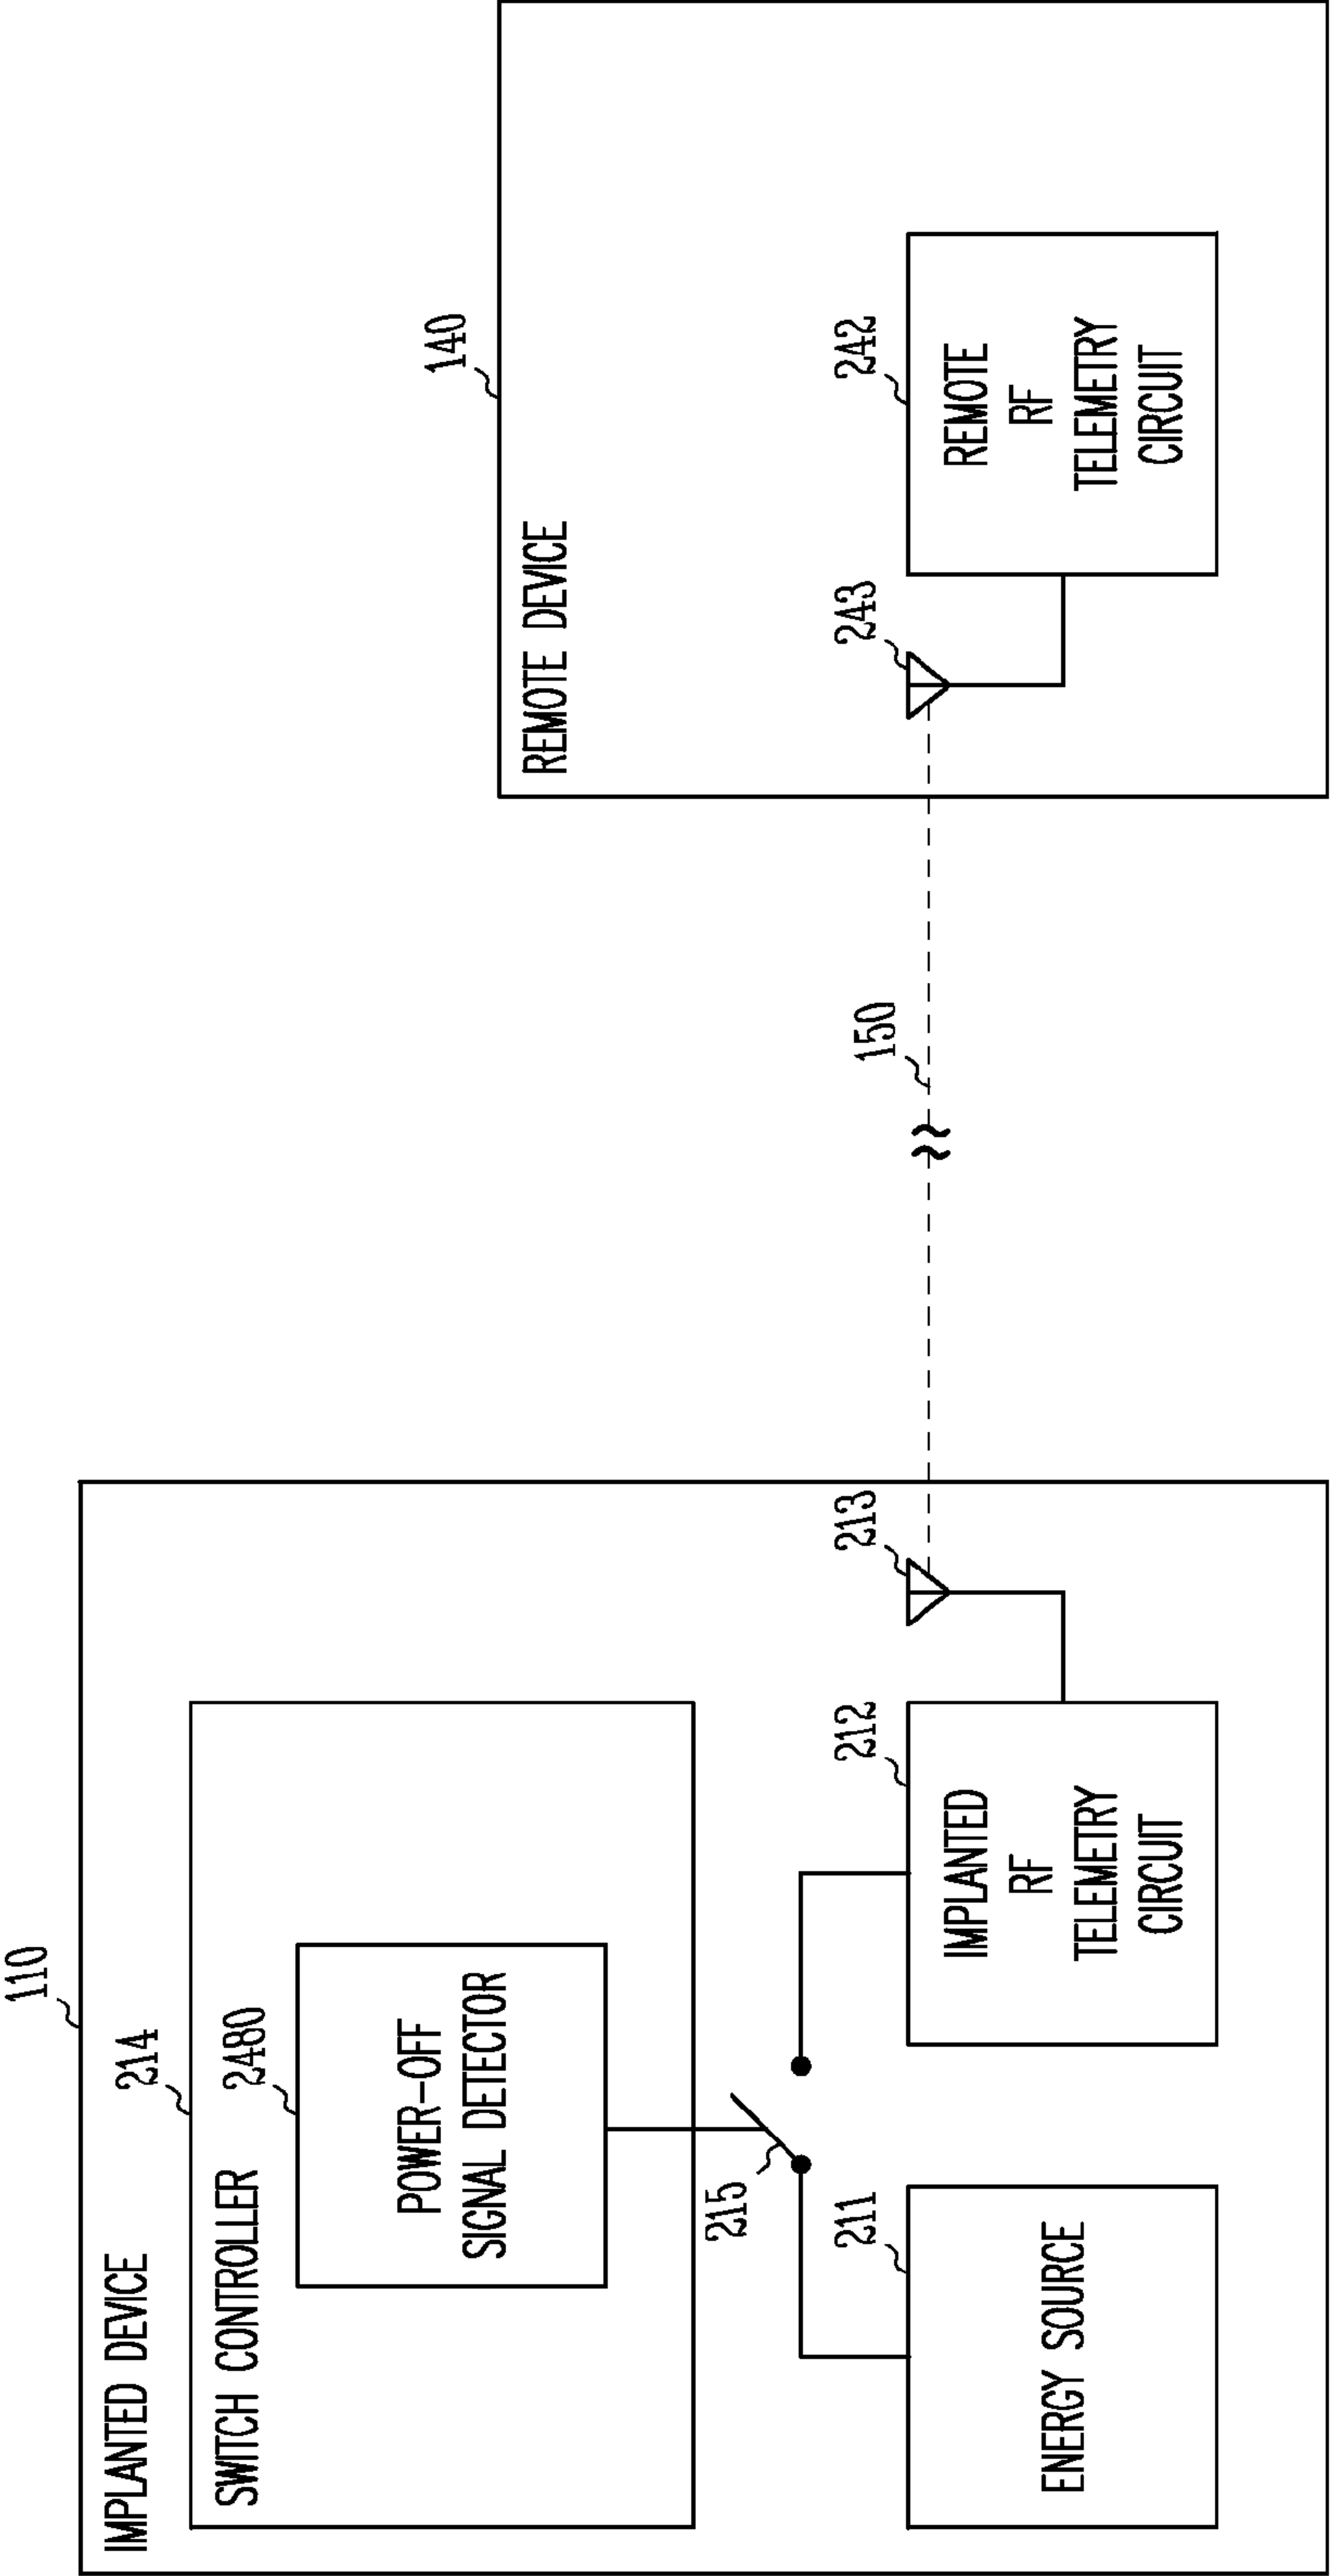 110
IMPLANTED DEVICE
214
SWITCH CONTROLLER
2480
POWER-OFF
SIGNAL DETECTOR
215
211
ENERGY SOURCE
212
IMPLANTED
RF
TELEMETRY
CIRCUIT
213
150
140
REMOTE DEVICE
243
242
REMOTE
RF
TELEMETRY
CIRCUIT